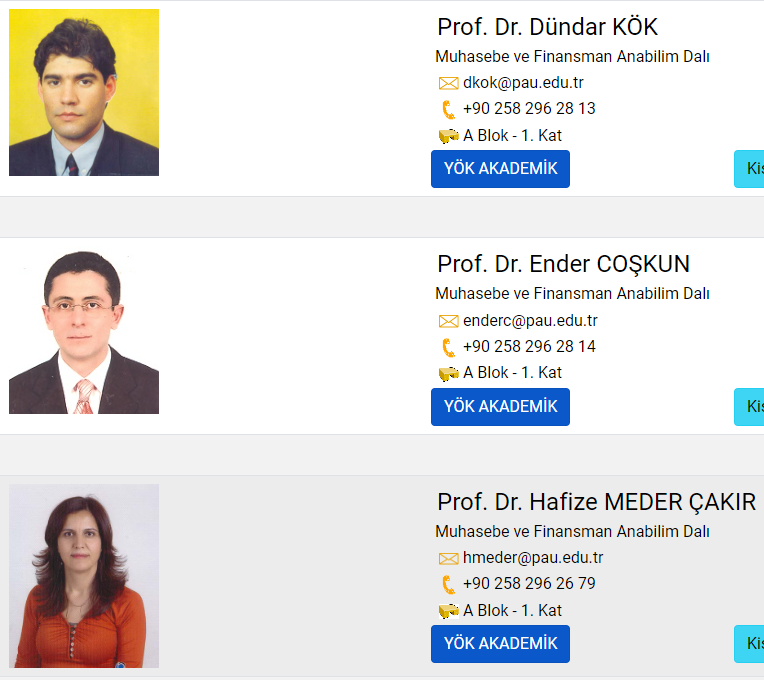 Prof. Dr. Dündar KÖK
Muhasebe ve Finansman Anabilim Dalı
dkok@pau.edu.tr
+90 258 296 28 13
A Blok - 1. Kat
YÖK AKADEMİK Kiş
Prof. Dr. Ender COŞKUN
Muhasebe ve Finansman Anabilim Dalı
enderc@pau.edu.tr
+90 258 296 28 14
A Blok - 1. Kat
YÖK AKADEMİK Kiş
Prof. Dr. Hafize MEDER ÇAKIR
Muhasebe ve Finansman Anabilim Dalı
hmeder@pau.edu.tr
+90 258 296 26 79
A Blok - 1. Kat
YÖK AKADEMİK Kiş